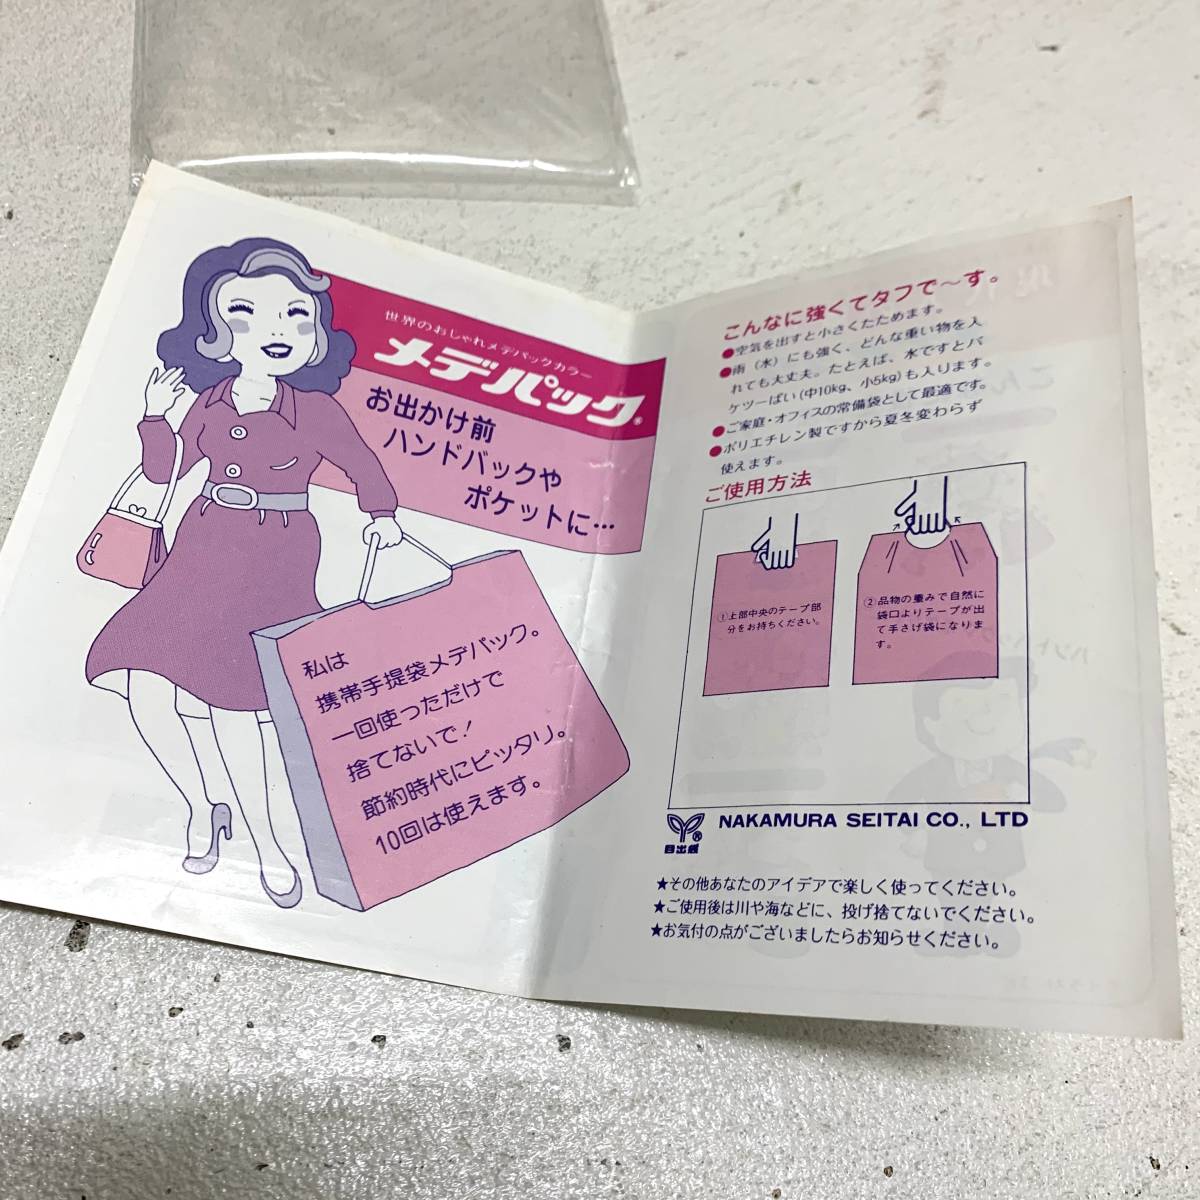 世界のおしゃれメデパックカラー
メデパック®
お出かけ前
ハンドバックや
ポケットに…
私は
携帯手提袋メデパック。
一回使っただけで
捨てないで!
節約時代にピッタリ。
10回は使えます。
こんなに強くてタフで〜す。
●空気を出すと小さくたためます。
●雨(水)にも強く、どんな重い物を入
れても大丈夫。たとえば、水ですとバ
ケツ一ぱい(中10kg、小5kg)も入ります。
●ご家庭・オフィスの常備袋として最適です。
●ポリエチレン製ですから夏冬変わらず
使えます。
ご使用方法
①上部中央のテープ部
分をお持ちください。
②品物の重みで自然に
袋口よりテープが出
て手さげ袋になりま
す。
®
目出袋
NAKAMURA SEITAI CO., LTD
★その他あなたのアイデアで楽しく使ってください。
★ご使用後は川や海などに、投げ捨てないでください。
★お気付の点がございましたらお知らせください。